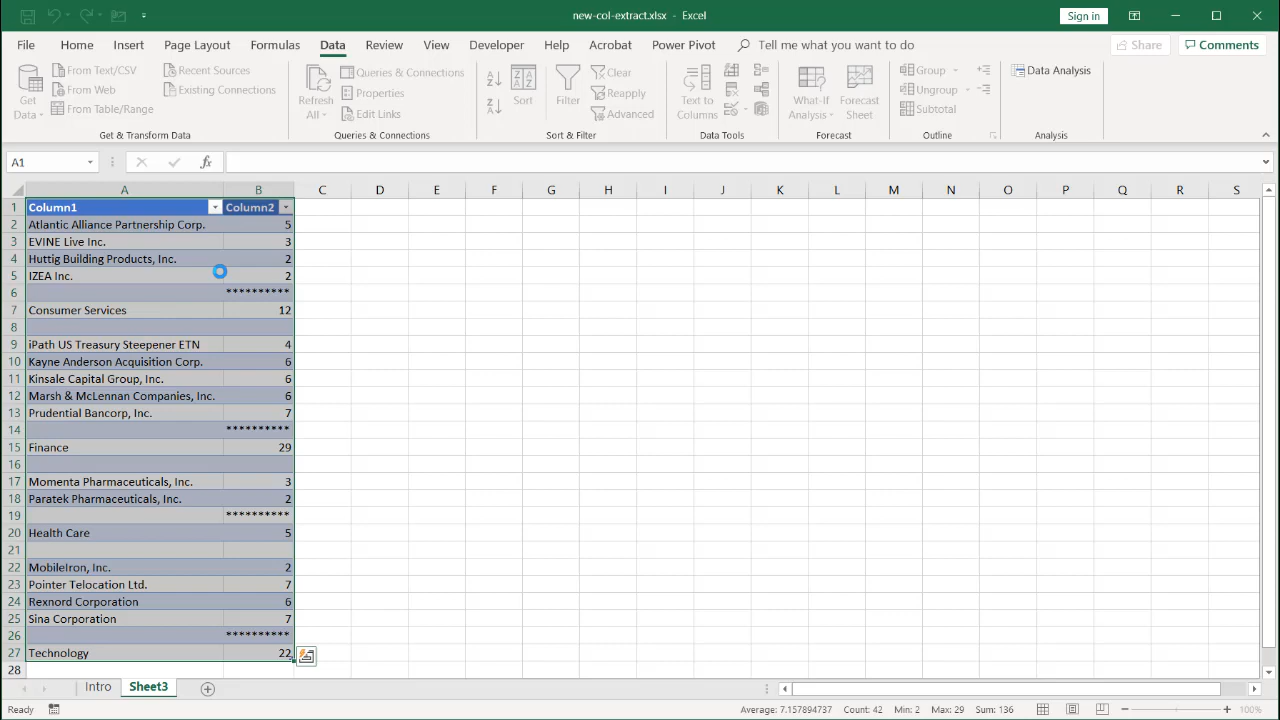 new-col-extract.xlsx - Excel
Sign in
File Home Insert Page Layout Formulas Data Review View Developer Help Acrobat Power Pivot Tell me what you want to do Share Comments
Get Data
From Text/CSV
From Web
From Table/Range
Recent Sources
Existing Connections
Get & Transform Data
Refresh All
Queries & Connections
Properties
Edit Links
Queries & Connections
Sort
Filter
Clear
Reapply
Advanced
Sort & Filter
Text to Columns
Data Tools
What-If Analysis
Forecast Sheet
Forecast
Group
Ungroup
Subtotal
Outline
Data Analysis
Analysis
A1 fx
A B C D E F G H I J K L M N O P Q R S
1 Column1 Column2
2 Atlantic Alliance Partnership Corp. 5
3 EVINE Live Inc. 3
4 Huttig Building Products, Inc. 2
5 IZEA Inc. 2
6 **********
7 Consumer Services 12
8
9 iPath US Treasury Steepener ETN 4
10 Kayne Anderson Acquisition Corp. 6
11 Kinsale Capital Group, Inc. 6
12 Marsh & McLennan Companies, Inc. 6
13 Prudential Bancorp, Inc. 7
14 **********
15 Finance 29
16
17 Momenta Pharmaceuticals, Inc. 3
18 Paratek Pharmaceuticals, Inc. 2
19 **********
20 Health Care 5
21
22 MobileIron, Inc. 2
23 Pointer Telocation Ltd. 7
24 Rexnord Corporation 6
25 Sina Corporation 7
26 **********
27 Technology 22
28
Intro Sheet3
Ready Average: 7.157894737 Count: 42 Min: 2 Max: 29 Sum: 136 100%